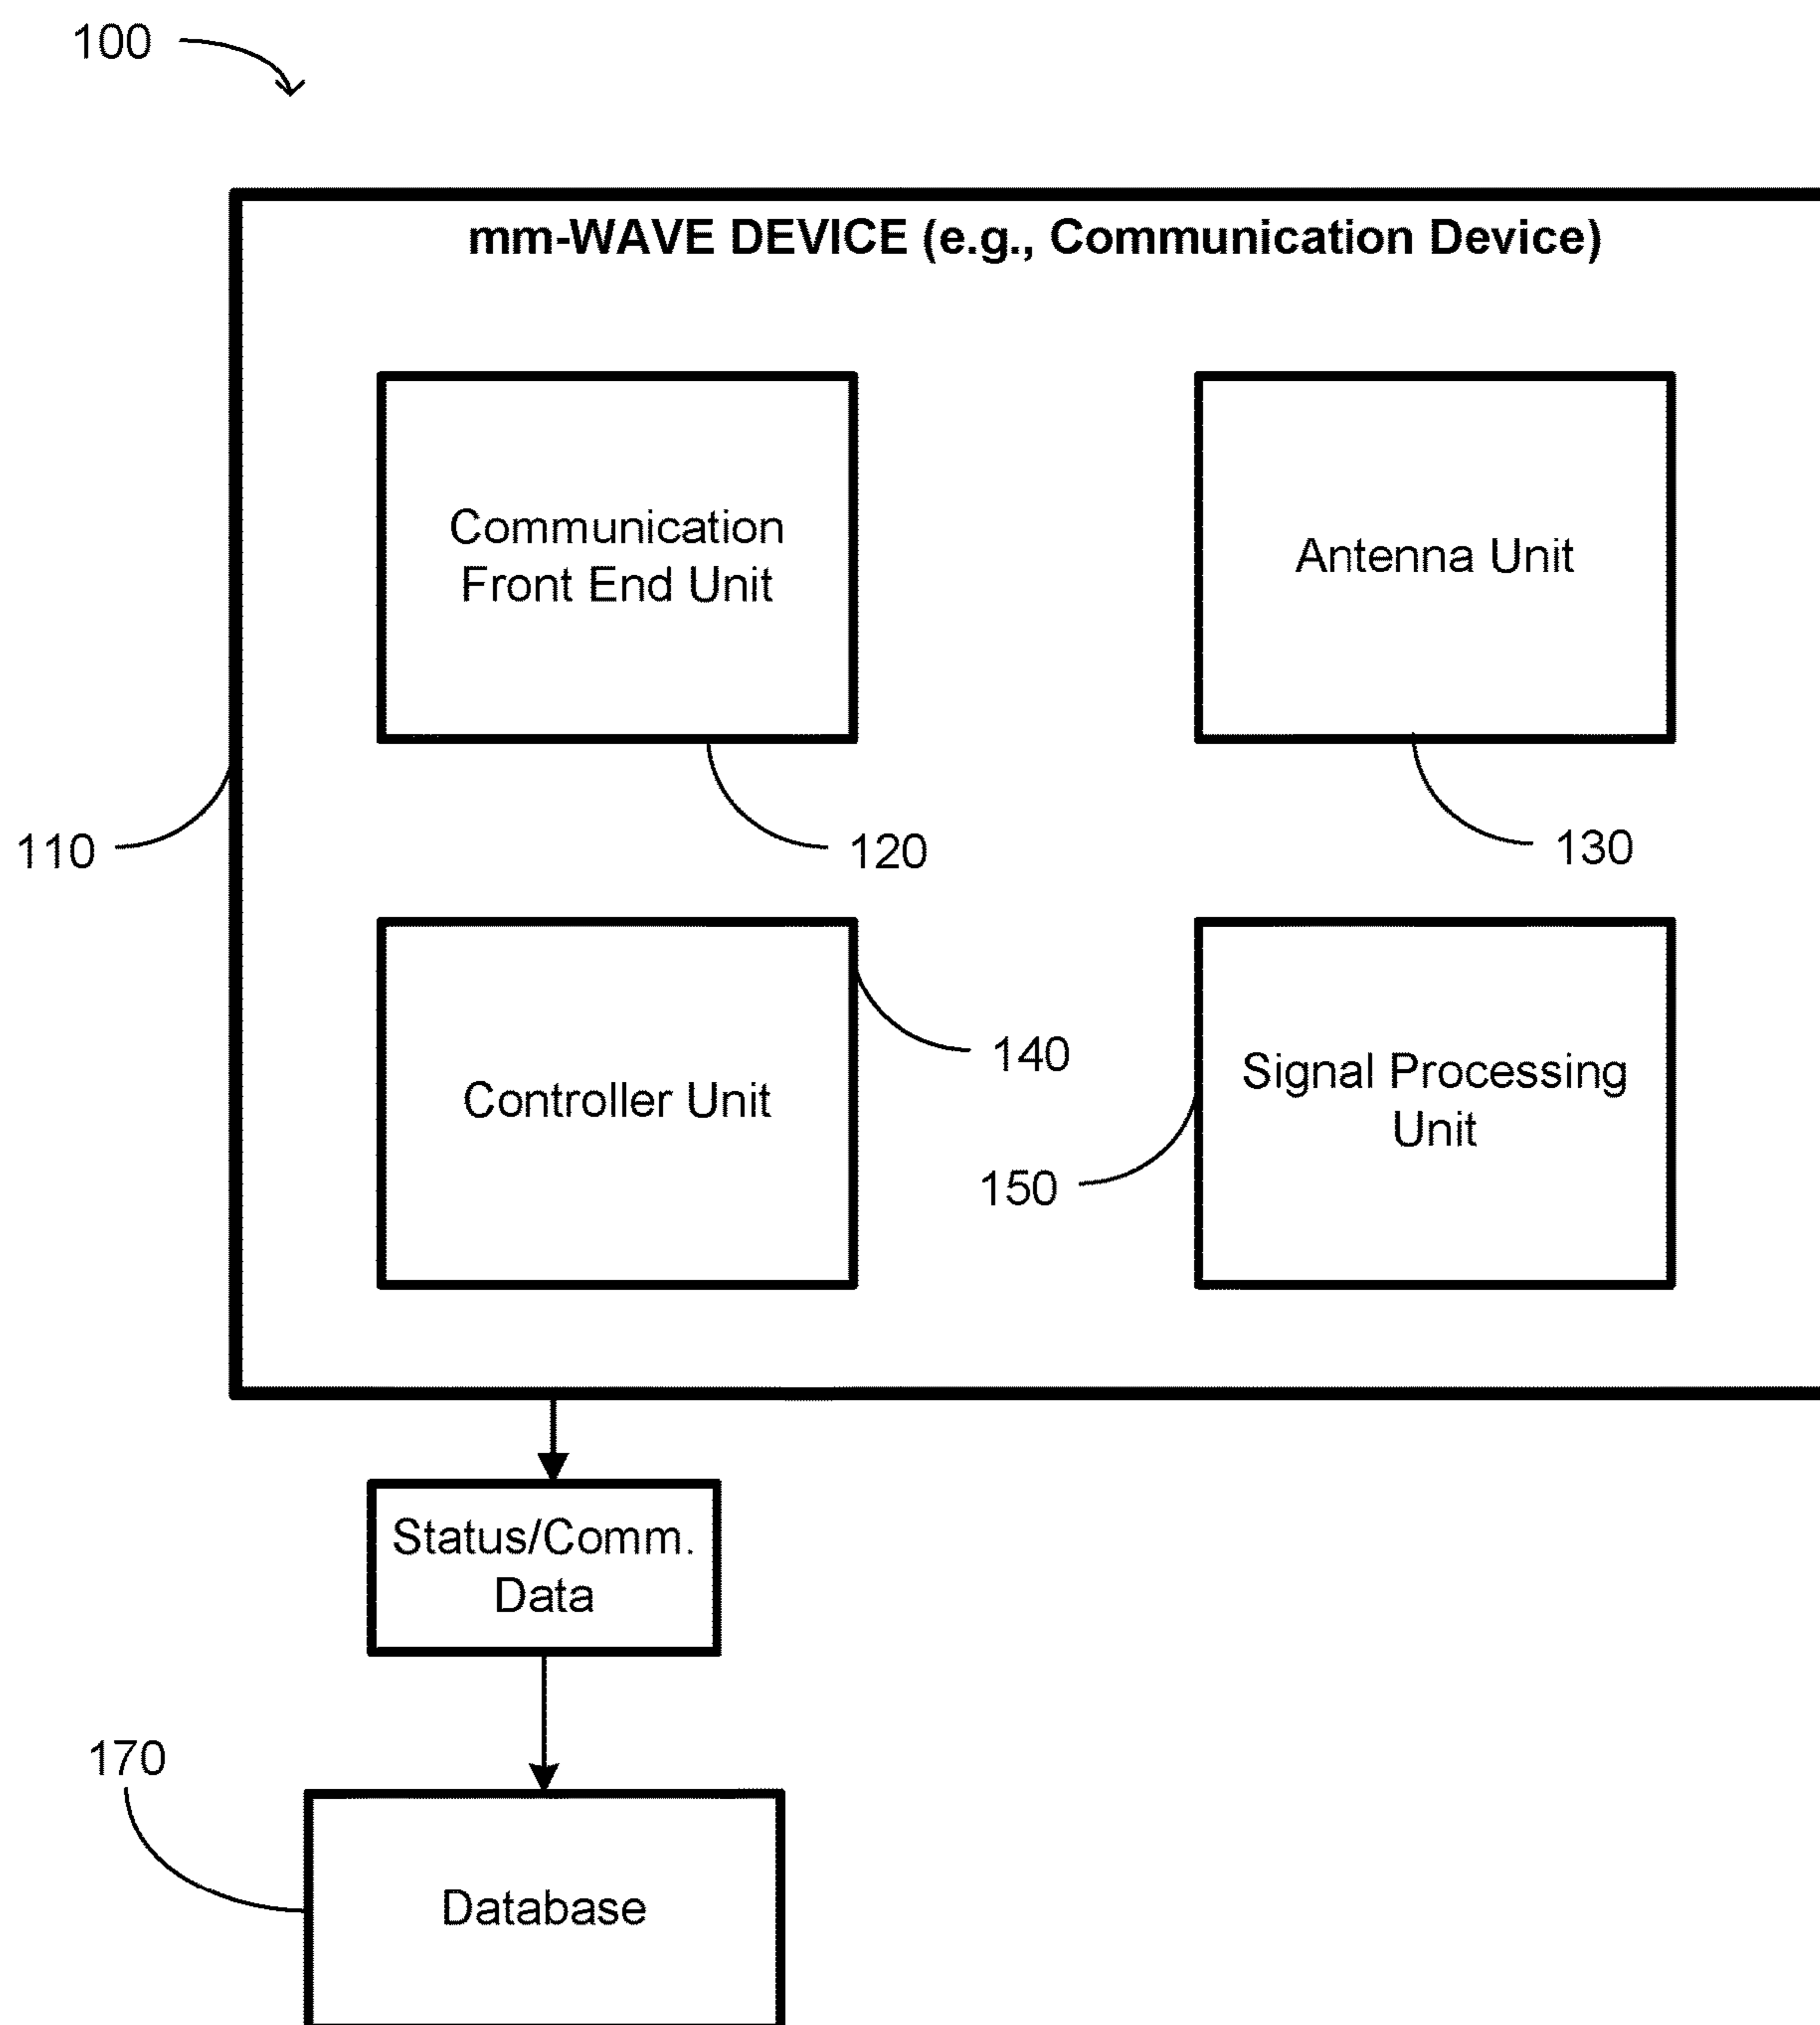 100
mm-WAVE DEVICE (e.g., Communication Device)
Communication
Front End Unit
Antenna Unit
110
120
130
Controller Unit
140
Signal Processing
Unit
150
Status/Comm.
Data
170
Database